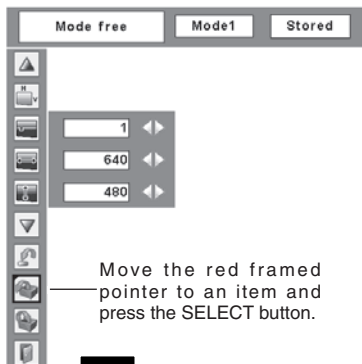 Mode free Mode1 Stored
H
V
1
640
480
Move the red framed
pointer to an item and
press the SELECT button.